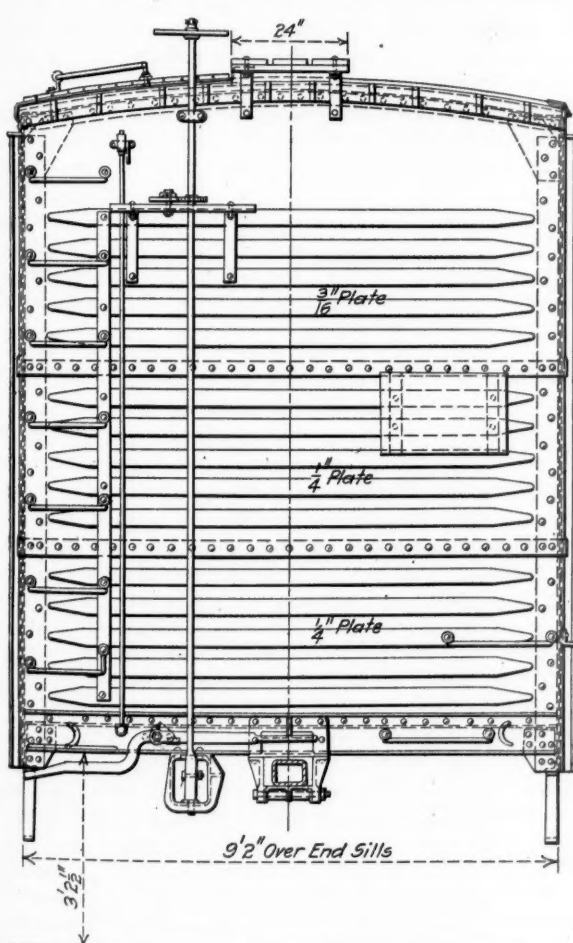 24"
3/16" Plate
1/4" Plate
1/4" Plate
9'2" Over End Sills
3'2 1/2"